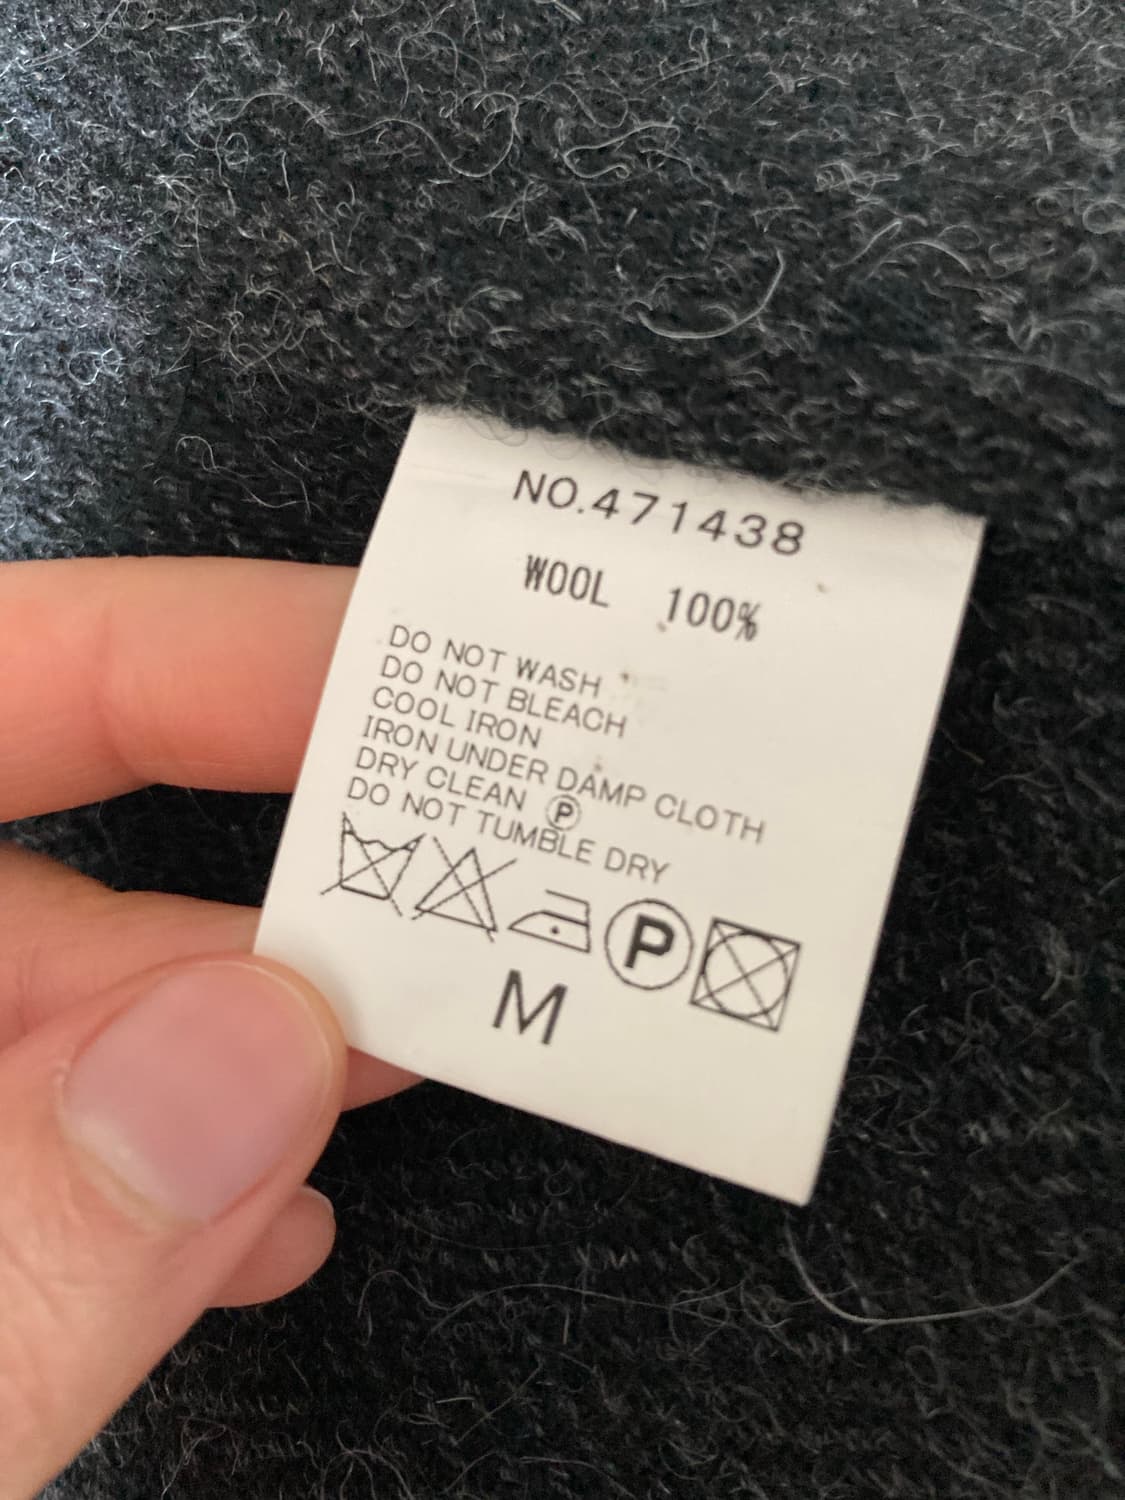 NO.471438
WOOL 100%
DO NOT WASH
DO NOT BLEACH
COOL IRON
IRON UNDER DAMP CLOTH
DRY CLEAN Ⓟ
DO NOT TUMBLE DRY
P
M